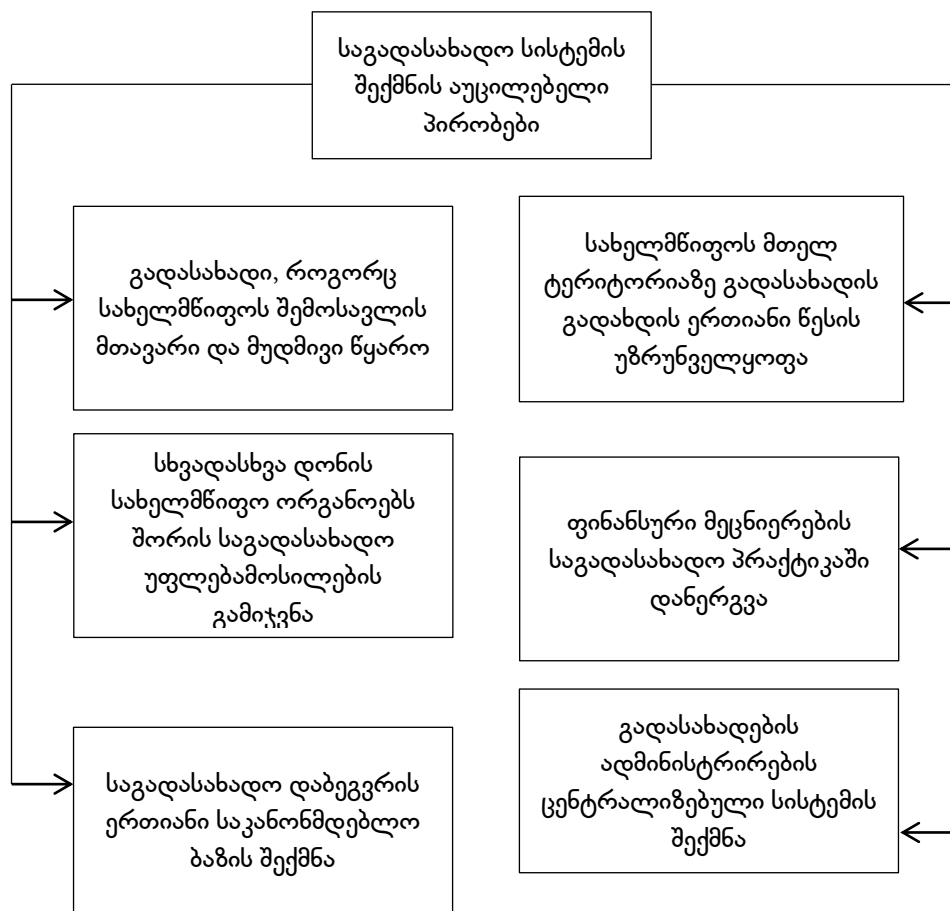 საგადასახადო სისტემის
შექმნის აუცილებელი
პირობები
გადასახადი, როგორც
სახელმწიფოს შემოსავლის
მთავარი და მუდმივი წყარო
სხვადასხვა დონის
სახელმწიფო ორგანოებს
შორის საგადასახადო
უფლებამოსილების
გამიჯვნა
საგადასახადო დაბეგვრის
ერთიანი საკანონმდებლო
ბაზის შექმნა
სახელმწიფოს მთელ
ტერიტორიაზე გადასახადის
გადახდის ერთიანი წესის
უზრუნველყოფა
ფინანსური მეცნიერების
საგადასახადო პრაქტიკაში
დანერგვა
გადასახადების
ადმინისტრირების
ცენტრალიზებული სისტემის
შექმნა